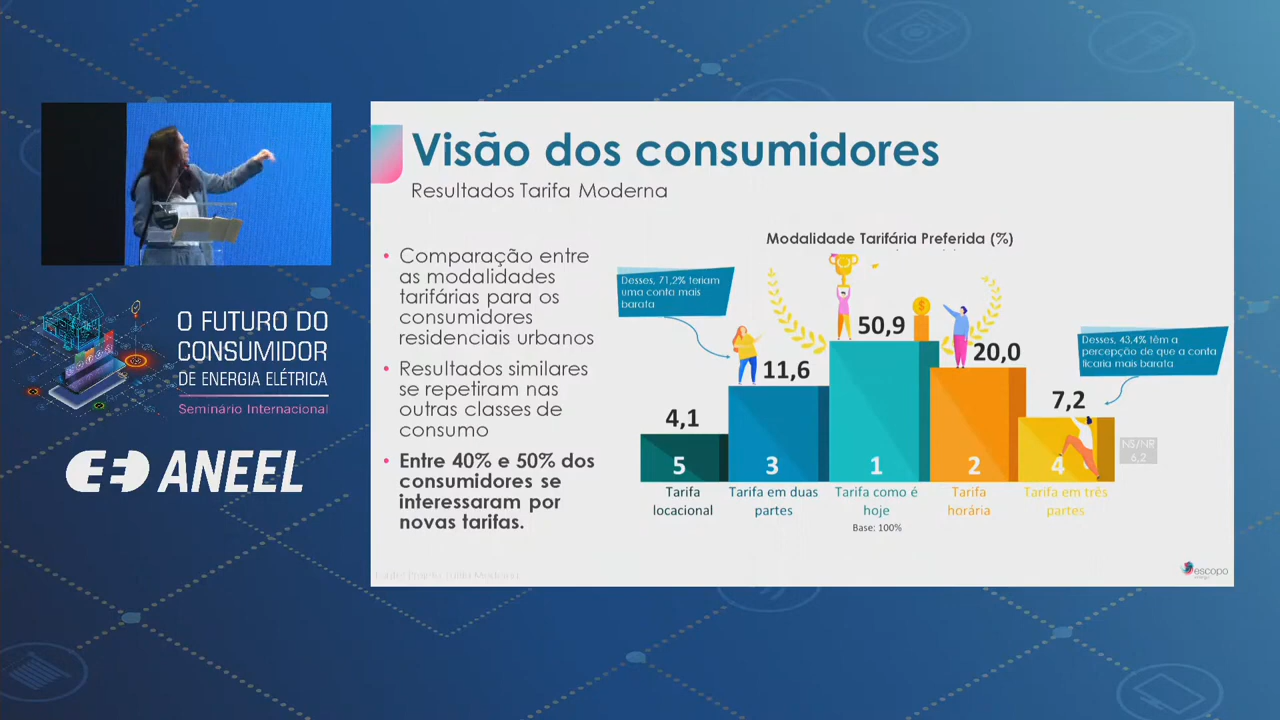 O FUTURO DO
CONSUMIDOR
DE ENERGIA ELÉTRICA
Seminário Internacional
ANEEL
Visão dos consumidores
Resultados Tarifa Moderna
• Comparação entre
as modalidades
tarifárias para os
consumidores
residenciais urbanos
• Resultados similares
se repetiram nas
outras classes de
consumo
• Entre 40% e 50% dos
consumidores se
interessaram por
novas tarifas.
Modalidade Tarifária Preferida (%)
Desses, 71,2% teriam
uma conta mais
barata
Desses, 43,4% têm a
percepção de que a conta
ficaria mais barata
4,1
11,6
50,9
20,0
7,2
NS/NR
6,2
5
3
1
2
4
Tarifa
locacional
Tarifa em duas
partes
Tarifa como é
hoje
Base: 100%
Tarifa
horária
Tarifa em três
partes
Fonte: Projeto Tarifa Moderna
escopo
energia